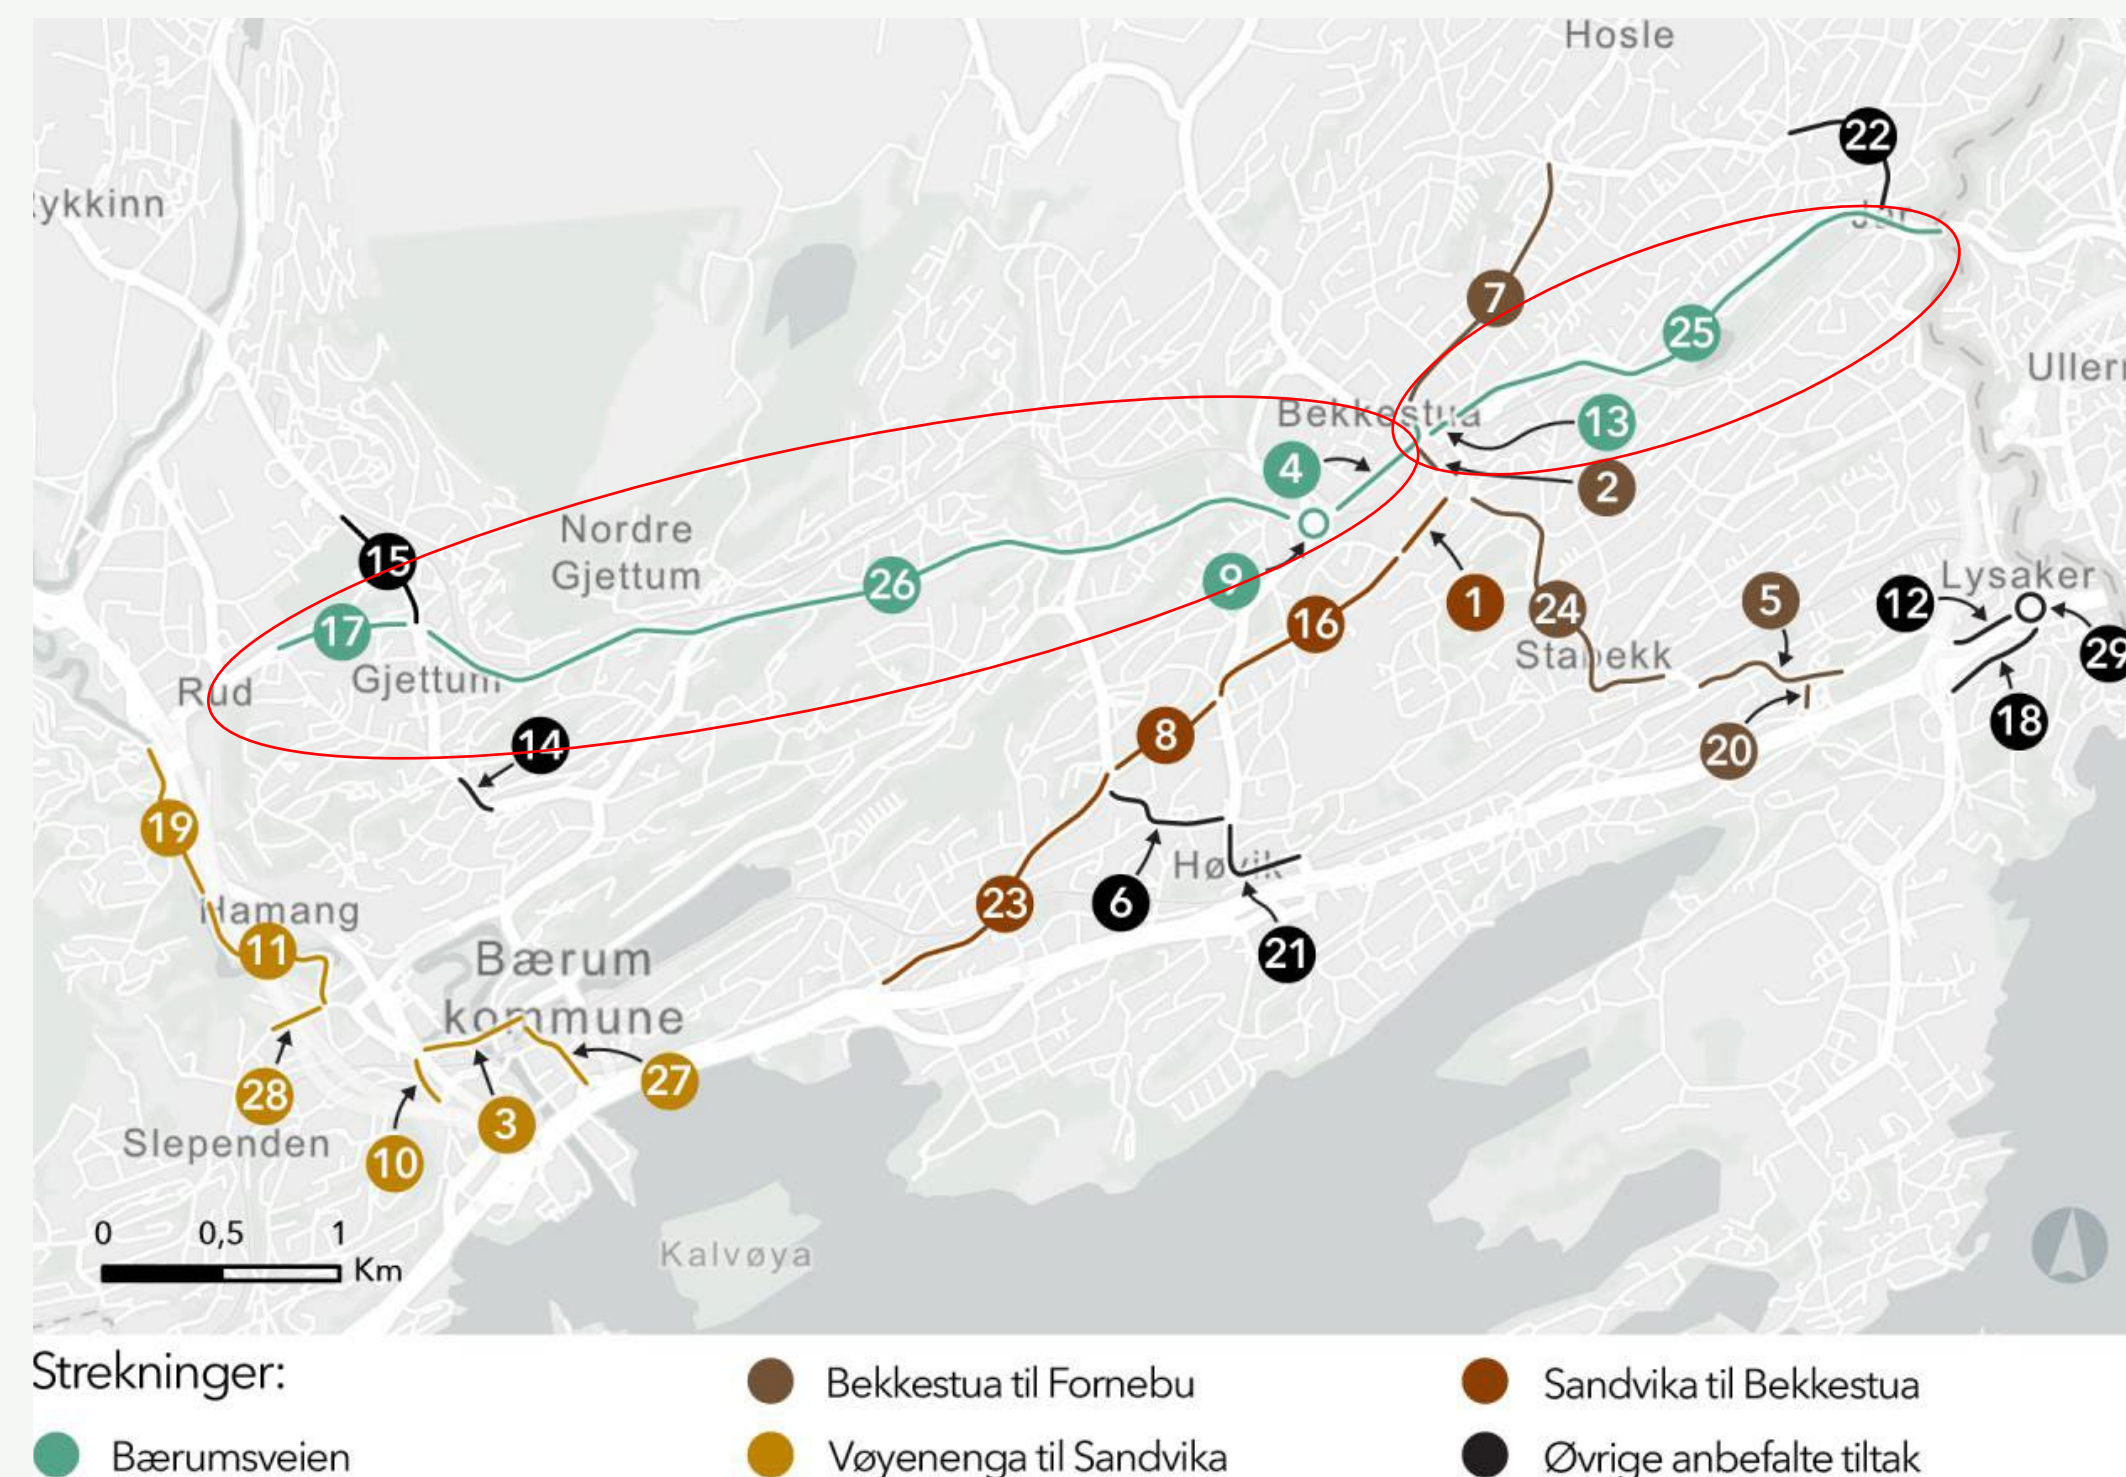 Hosle
22
ykkinn
Jar
7
25
Ullern
Bekkestua
13
4
2
Nordre
Gjettum
15
26
9
Lysaker
12
5
1
24
16
29
17
Stabekk
Gjettum
Rud
18
8
20
14
19
Høvik
23
6
Hamang
11
21
Bærum
kommune
28
27
3
Slependen
10
0 0,5 1
Km
Kalvøya
Strekninger:
Bekkestua til Fornebu
Sandvika til Bekkestua
Bærumsveien
Vøyenenga til Sandvika
Øvrige anbefalte tiltak